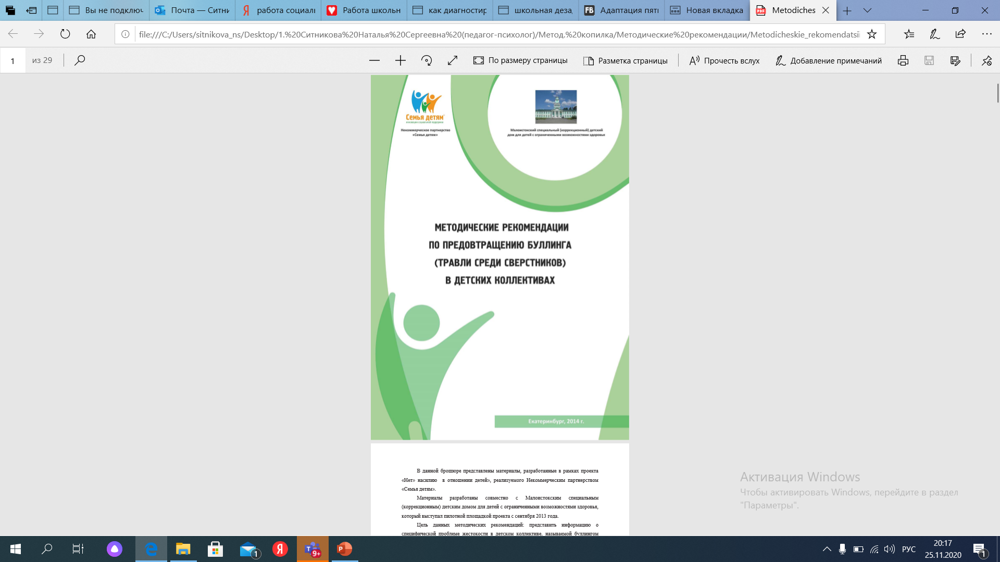 Вы не подключ
Почта — Ситни
работа социаль
Работа школьн
как диагностир
школьная деза
Адаптация пяти
Новая вкладка
Metodiches
file:///C:/Users/sitnikova_ns/Desktop/1.%20Ситникова%20Наталья%20Сергеевна%20(педагог-психолог)/Метод.%20копилка/Методические%20рекомендации/Metodicheskie_rekomendatsii
1
из 29
По размеру страницы
Разметка страницы
Прочесть вслух
Добавление примечаний
Семья детям
Некоммерческое партнерство
«Семья детям»
Малоистокский специальный (коррекционный) детский
дом для детей с ограниченными возможностями здоровья
МЕТОДИЧЕСКИЕ РЕКОМЕНДАЦИИ
ПО ПРЕДОВТРАЩЕНИЮ БУЛЛИНГА
(ТРАВЛИ СРЕДИ СВЕРСТНИКОВ)
В ДЕТСКИХ КОЛЛЕКТИВАХ
Екатеринбург, 2014 г.
В данной брошюре представлены материалы, разработанные в рамках проекта
«Нет» насилию в отношении детей», реализуемого Некоммерческим партнерством
«Семья детям».
Материалы разработаны совместно с Малоистокским специальным
(коррекционным) детским домом для детей с ограниченными возможностями здоровья,
который выступал пилотной площадкой проекта с сентября 2013 года.
Цель данных методических рекомендаций: представить информацию о
специфической проблеме жестокости в детском коллективе, называемой буллингом
Активация Windows
Чтобы активировать Windows, перейдите в раздел
"Параметры".
1
9+
РУС
20:17
25.11.2020
1